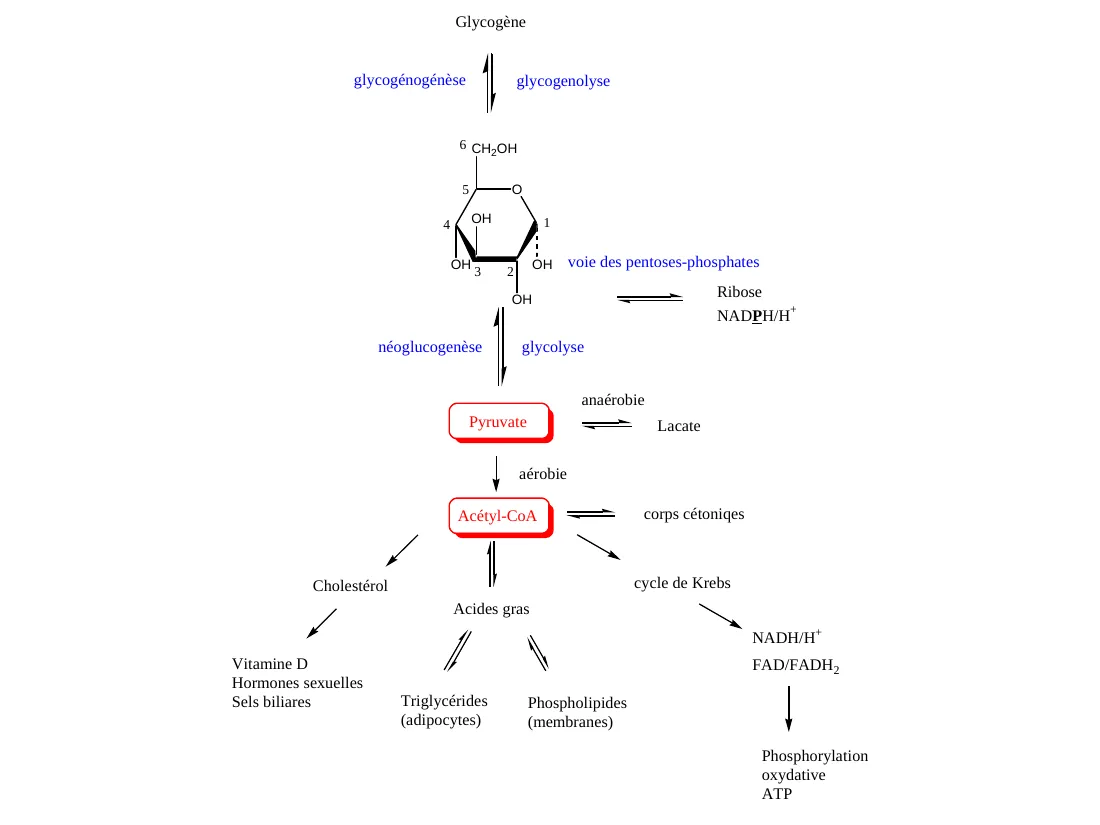 Glycogène
glycogénogénèse
glycogenolyse
6 CH2OH
5
O
4
OH
1
OH
3
2
OH
voie des pentoses-phosphates
OH
Ribose
NADPH/H+
néoglucogenèse
glycolyse
anaérobie
Pyruvate
Lacate
aérobie
Acétyl-CoA
corps cétoniqes
Cholestérol
cycle de Krebs
Acides gras
NADH/H+
FAD/FADH2
Vitamine D
Hormones sexuelles
Sels biliares
Triglycérides
(adipocytes)
Phospholipides
(membranes)
Phosphorylation
oxydative
ATP